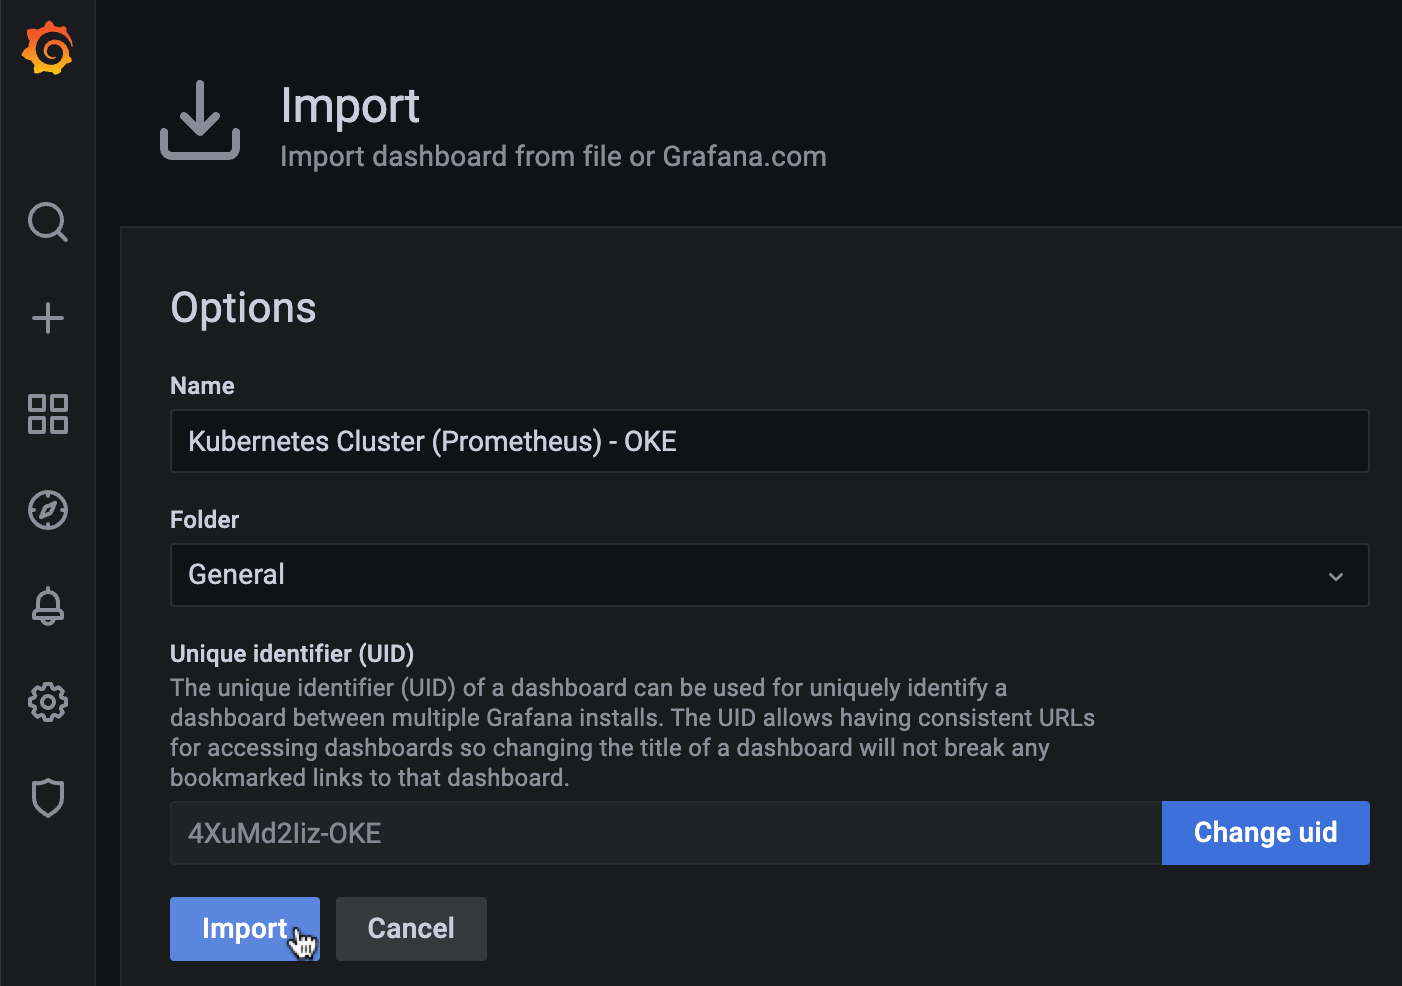 Import
Import dashboard from file or Grafana.com
Options
Name
Kubernetes Cluster (Prometheus) - OKE
Folder
General
Unique identifier (UID)
The unique identifier (UID) of a dashboard can be used for uniquely identify a
dashboard between multiple Grafana installs. The UID allows having consistent URLs
for accessing dashboards so changing the title of a dashboard will not break any
bookmarked links to that dashboard.
4XuMd2Iiz-OKE
Change uid
Import
Cancel